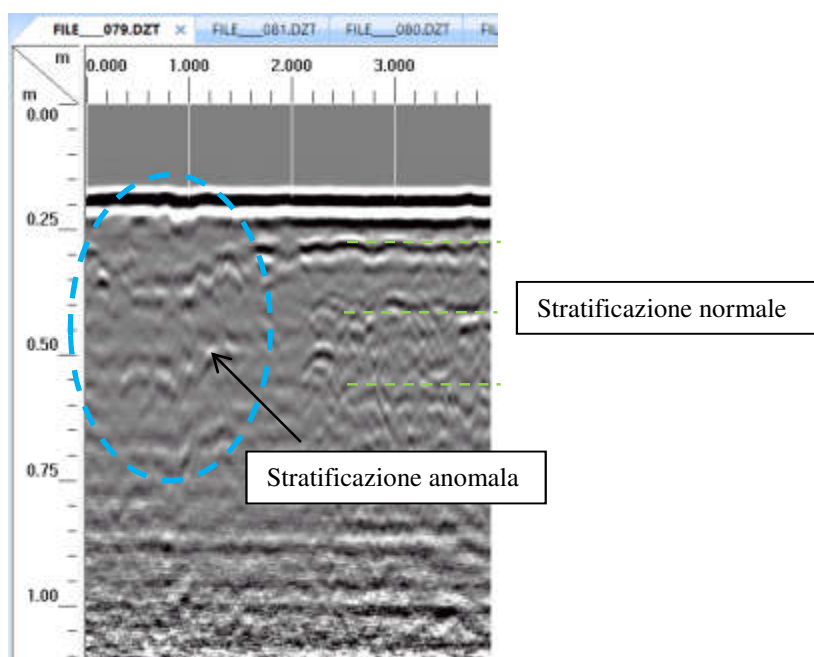 FILE___079.DZT × FILE___081.DZT FILE___080.DZT FIL
m 0.000 1.000 2.000 3.000
m
0.00
0.25
Stratificazione normale
0.50
0.75
Stratificazione anomala
1.00